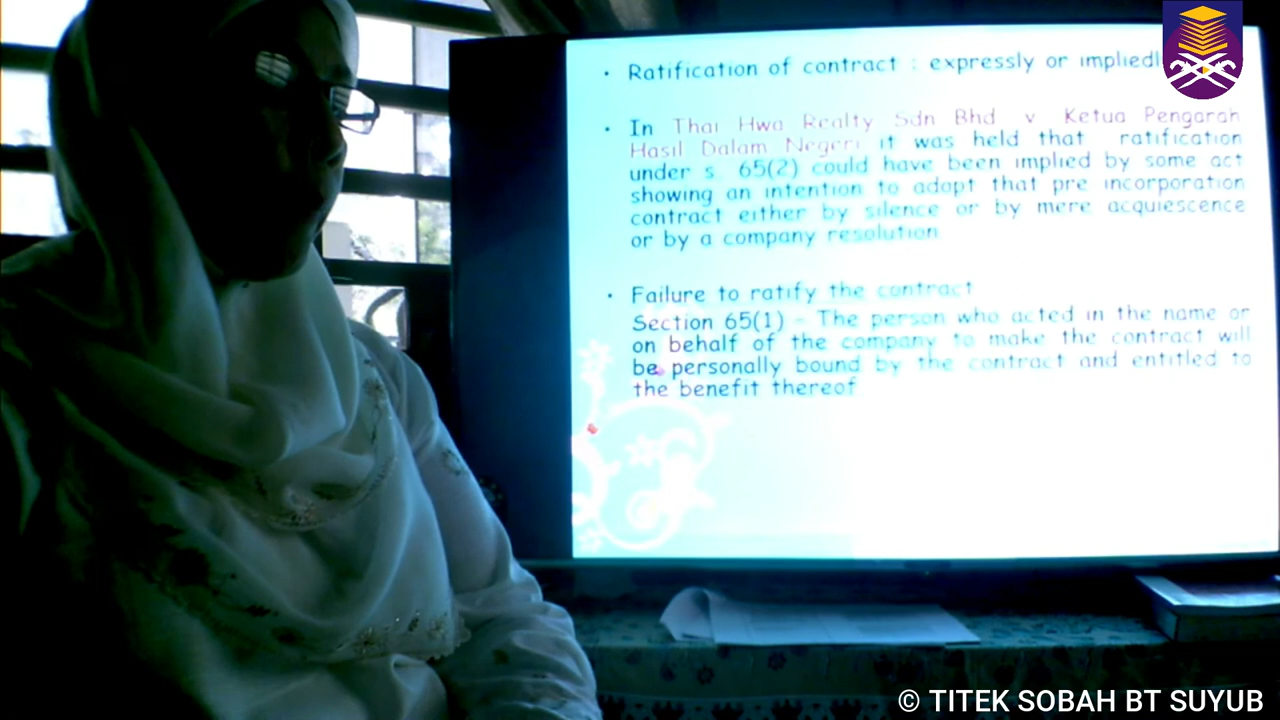 • Ratification of contract : expressly or impliedl
• In Thai Hwa Realty Sdn Bhd v Ketua Pengarah
Hasil Dalam Negeri it was held that ratification
under s. 65(2) could have been implied by some act
showing an intention to adopt that pre incorporation
contract either by silence or by mere acquiescence
or by a company resolution
• Failure to ratify the contract
Section 65(1) - The person who acted in the name or
on behalf of the company to make the contract will
be personally bound by the contract and entitled to
the benefit thereof
© TITEK SOBAH BT SUYUB